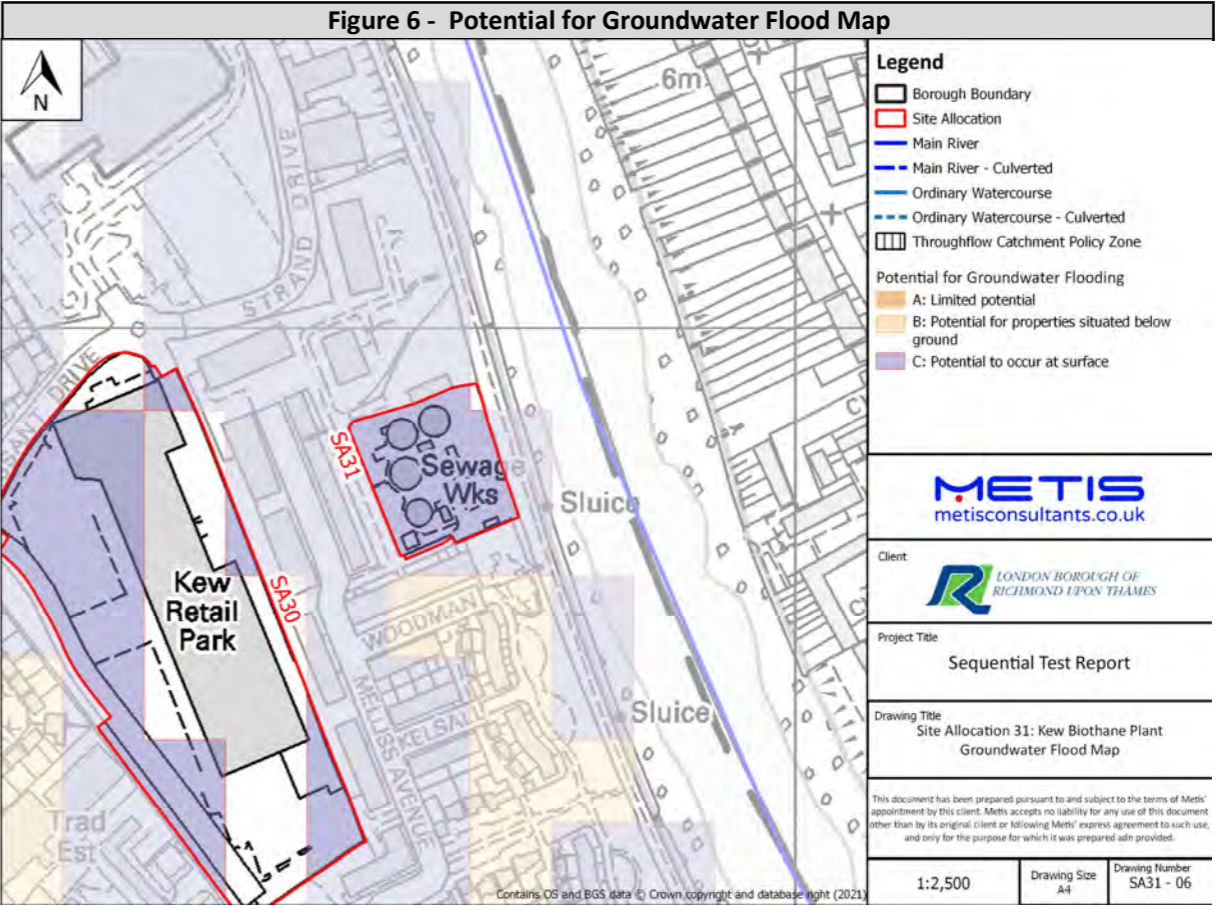 Figure 6 - Potential for Groundwater Flood Map
N
6m
STRAND DRIVE
DRIVE
SA31
Sewage
Wks
Sluice
Kew
Retail
Park
SA30
WOODMAN
MELLISS AVE
Sluice
Trad
Est
Contains OS and BGS data © Crown copyright and database right (2021)
Legend
Borough Boundary
Site Allocation
Main River
Main River - Culverted
Ordinary Watercourse
Ordinary Watercourse - Culverted
Throughflow Catchment Policy Zone
Potential for Groundwater Flooding
A: Limited potential
B: Potential for properties situated below
ground
C: Potential to occur at surface
METIS
metisconsultants.co.uk
Client
LONDON BOROUGH OF
RICHMOND UPON THAMES
Project Title
Sequential Test Report
Drawing Title
Site Allocation 31: Kew Biothane Plant
Groundwater Flood Map
This document has been prepared pursuant to and subject to the terms of Metis'
appointment by this client. Metis accepts no liability for any use of this document
other than by its original client or following Metis' express agreement to such use,
and only for the purpose for which it was prepared adn provided.
1:2,500
Drawing Size
A4
Drawing Number
SA31 - 06